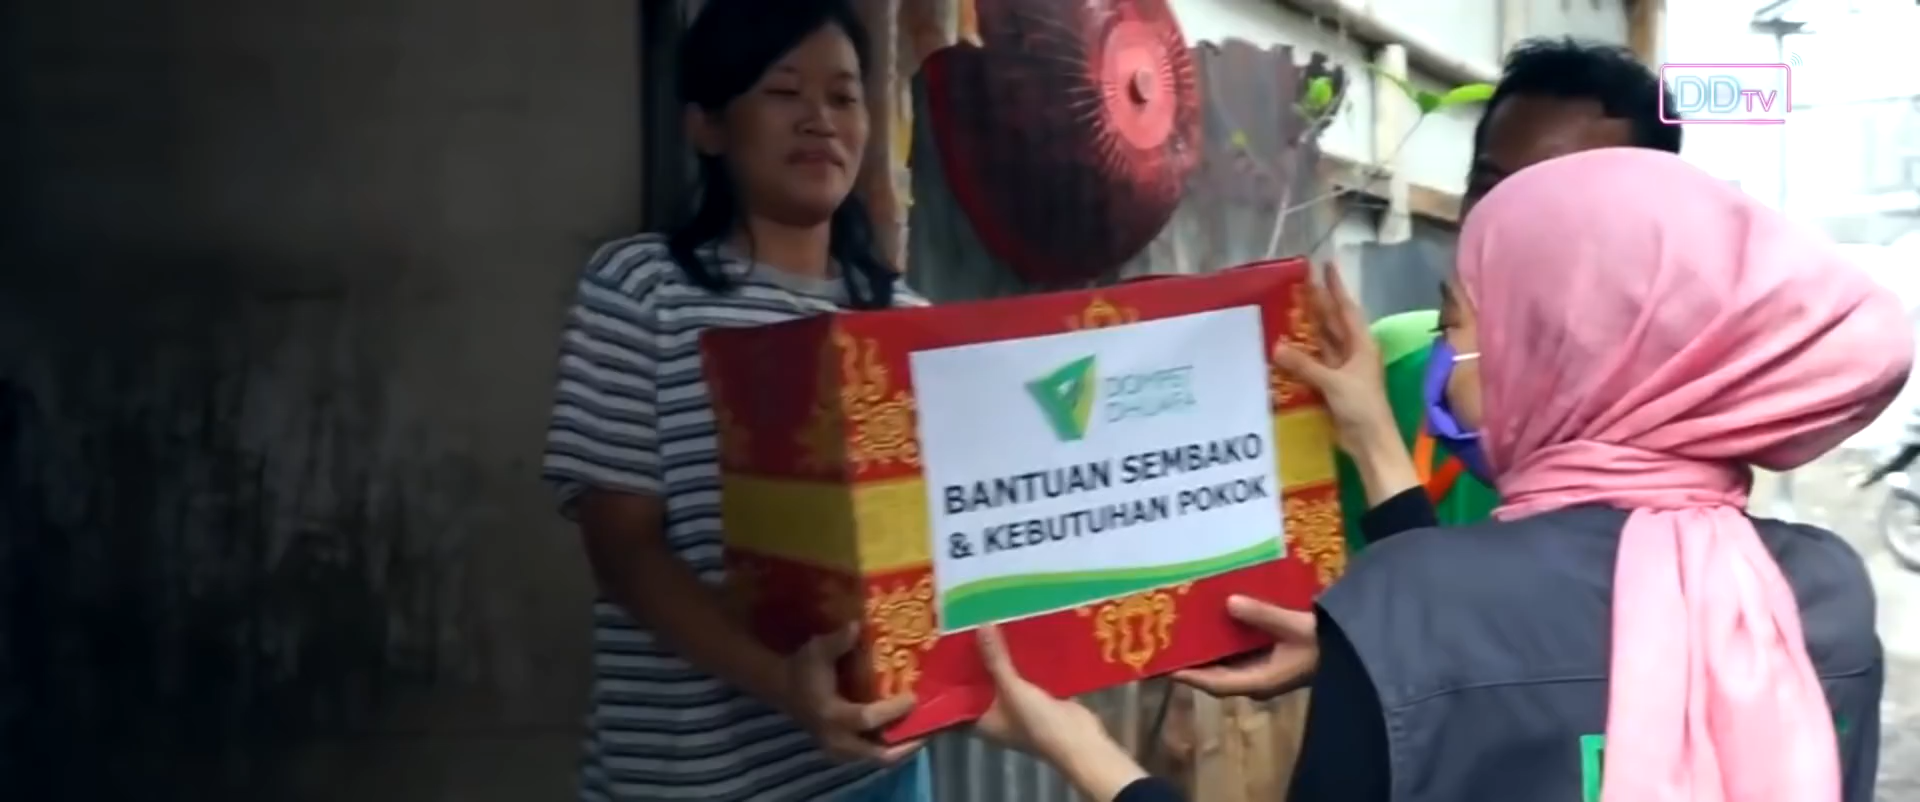 DDTV
DOMPET
DHUAFA
BANTUAN SEMBAKO
& KEBUTUHAN POKOK